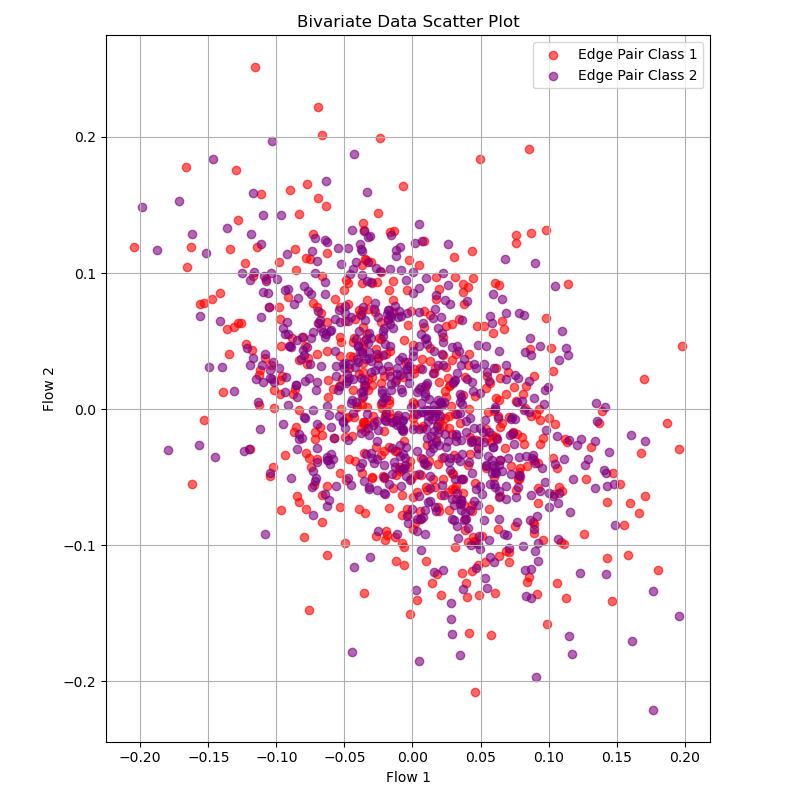 Bivariate Data Scatter Plot
Edge Pair Class 1
Edge Pair Class 2
Flow 2
0.2
0.1
0.0
−0.1
−0.2
−0.20 −0.15 −0.10 −0.05 0.00 0.05 0.10 0.15 0.20
Flow 1